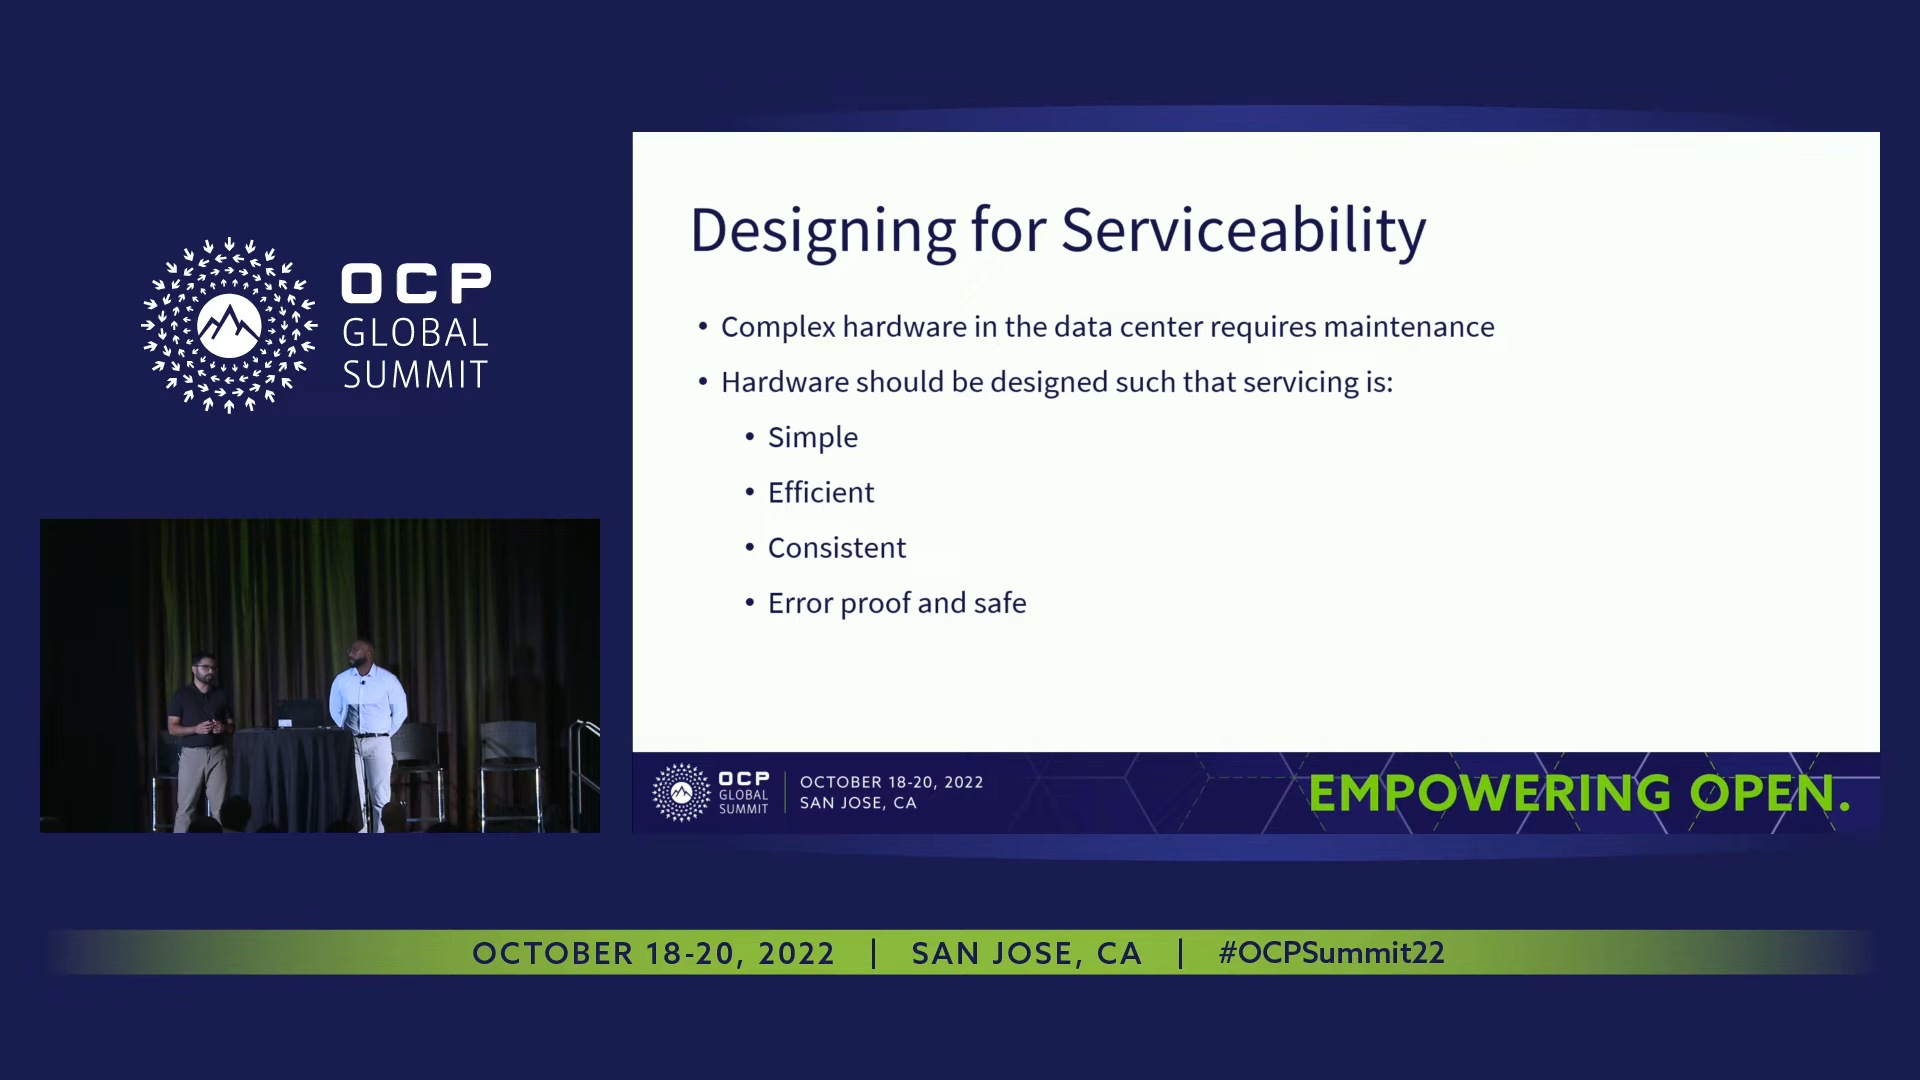 OCP
GLOBAL
SUMMIT
Designing for Serviceability
• Complex hardware in the data center requires maintenance
• Hardware should be designed such that servicing is:
• Simple
• Efficient
• Consistent
• Error proof and safe
OCP
GLOBAL
SUMMIT
OCTOBER 18-20, 2022
SAN JOSE, CA
EMPOWERING OPEN.
OCTOBER 18-20, 2022 | SAN JOSE, CA | #OCPSummit22